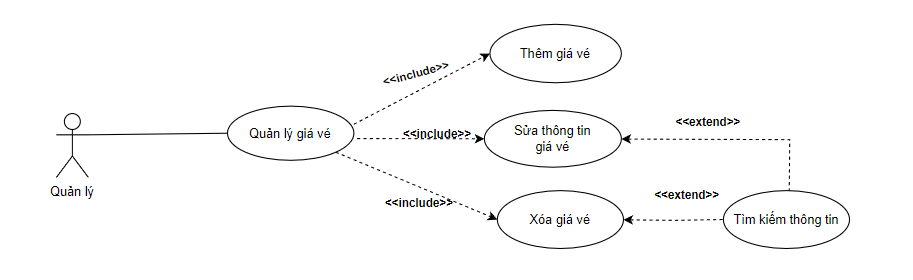 Thêm giá vé
<<include>>
<<extend>>
Quản lý giá vé
<<include>>
Sửa thông tin
giá vé
Quản lý
<<include>>
<<extend>>
Xóa giá vé
Tìm kiếm thông tin